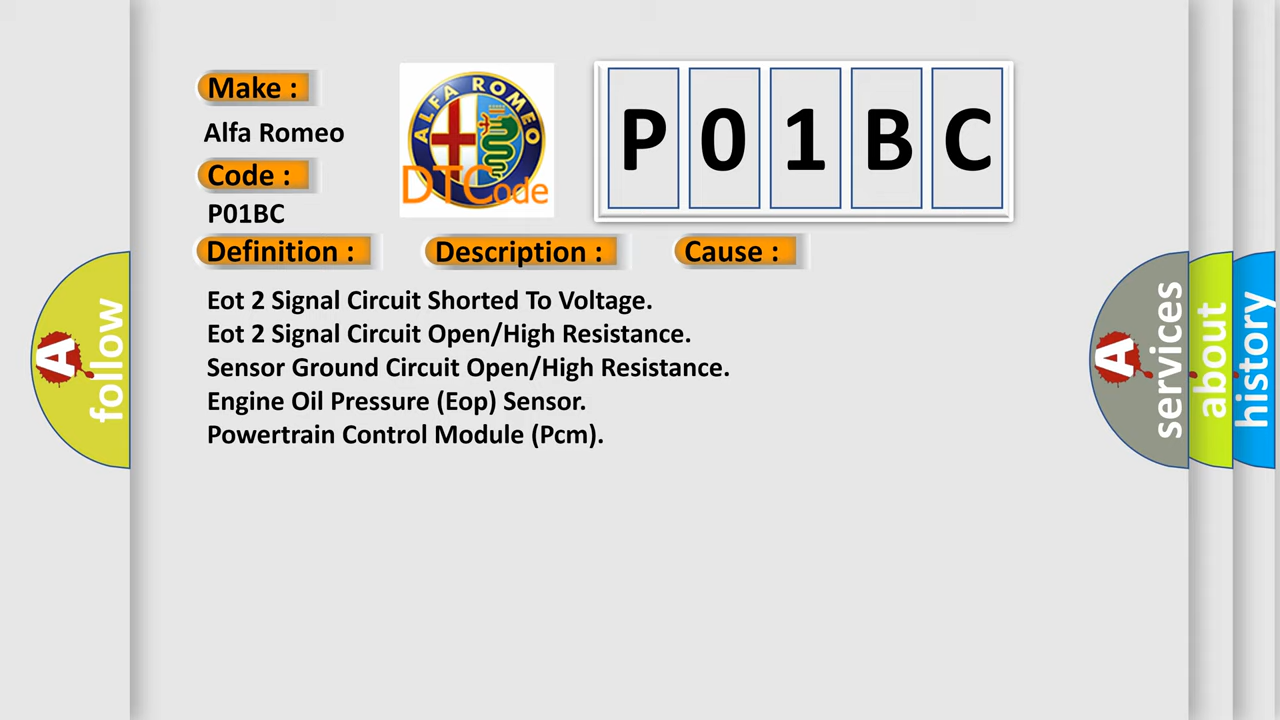 Make :
Alfa Romeo
Code :
P01BC
ALFA ROMEO
DTCode
P 0 1 B C
Definition :
Description :
Cause :
Eot 2 Signal Circuit Shorted To Voltage.
Eot 2 Signal Circuit Open/High Resistance.
Sensor Ground Circuit Open/High Resistance.
Engine Oil Pressure (Eop) Sensor.
Powertrain Control Module (Pcm).
A follow
A services
about
history